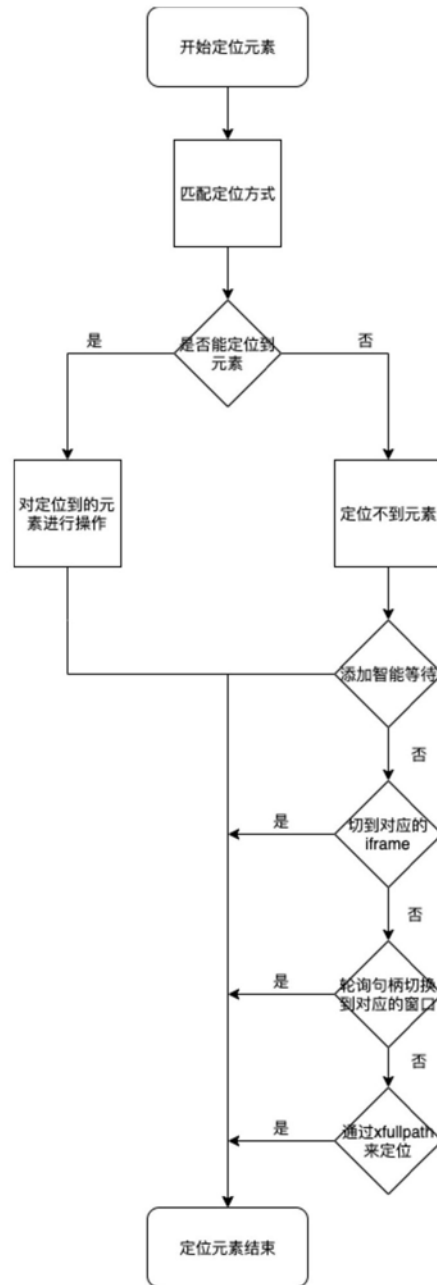 开始定位元素
匹配定位方式
是否能定位到
元素
是
否
对定位到的元
素进行操作
定位不到元素
添加智能等待
否
切到对应的
iframe
是
否
轮询句柄切换
到对应的窗口
是
否
通过xfullpath
来定位
是
定位元素结束